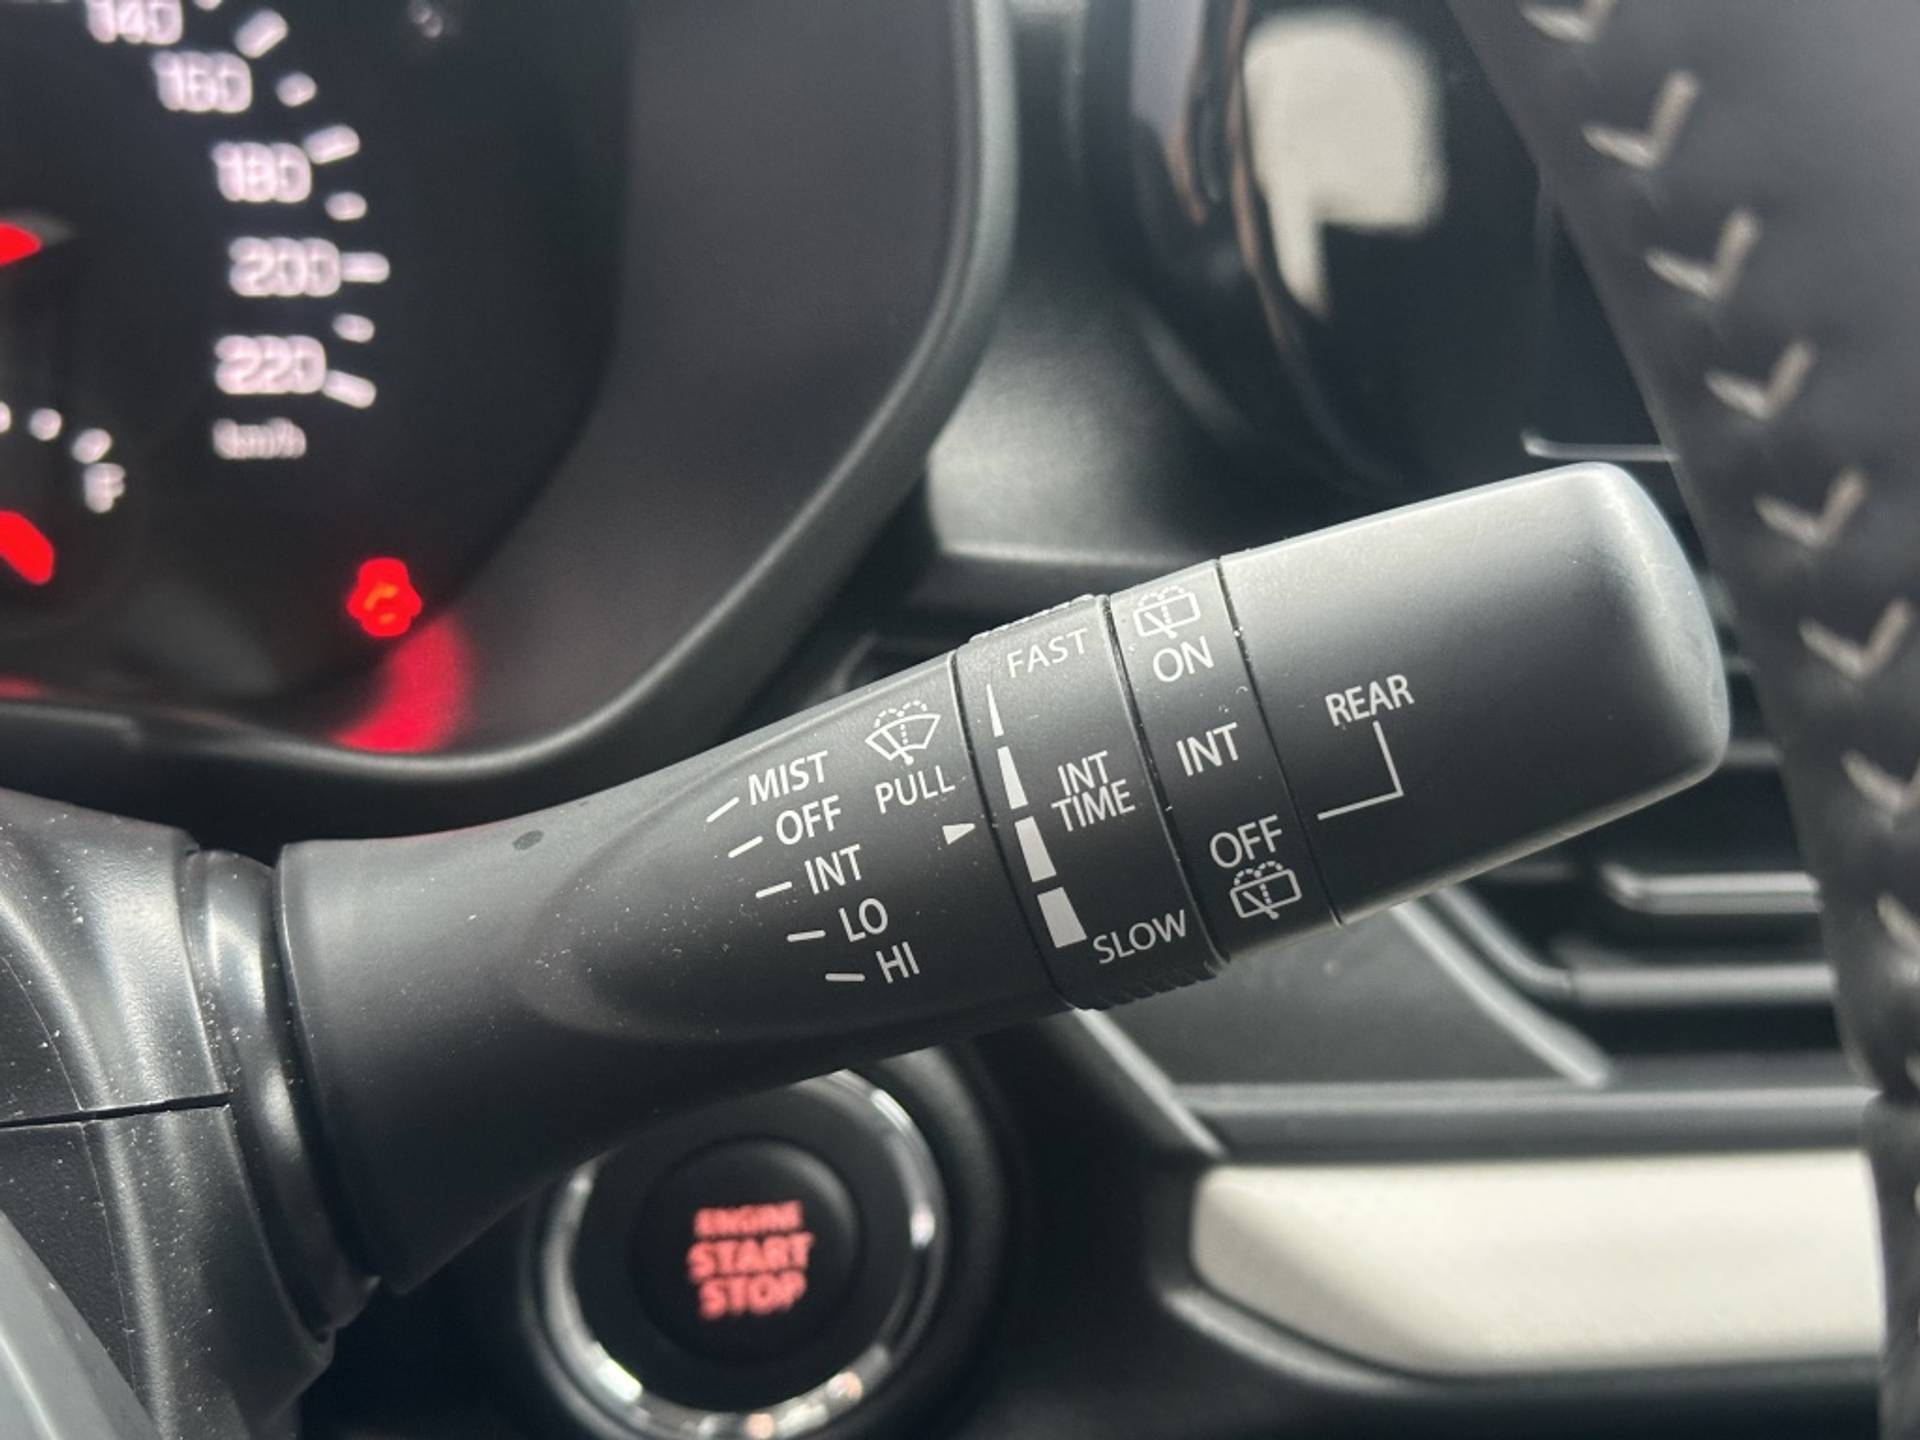 140
160
180
200
220
km/h
F
MIST
OFF
INT
LO
HI
PULL
FAST
INT
TIME
SLOW
ON
INT
OFF
REAR
ENGINE
START
STOP